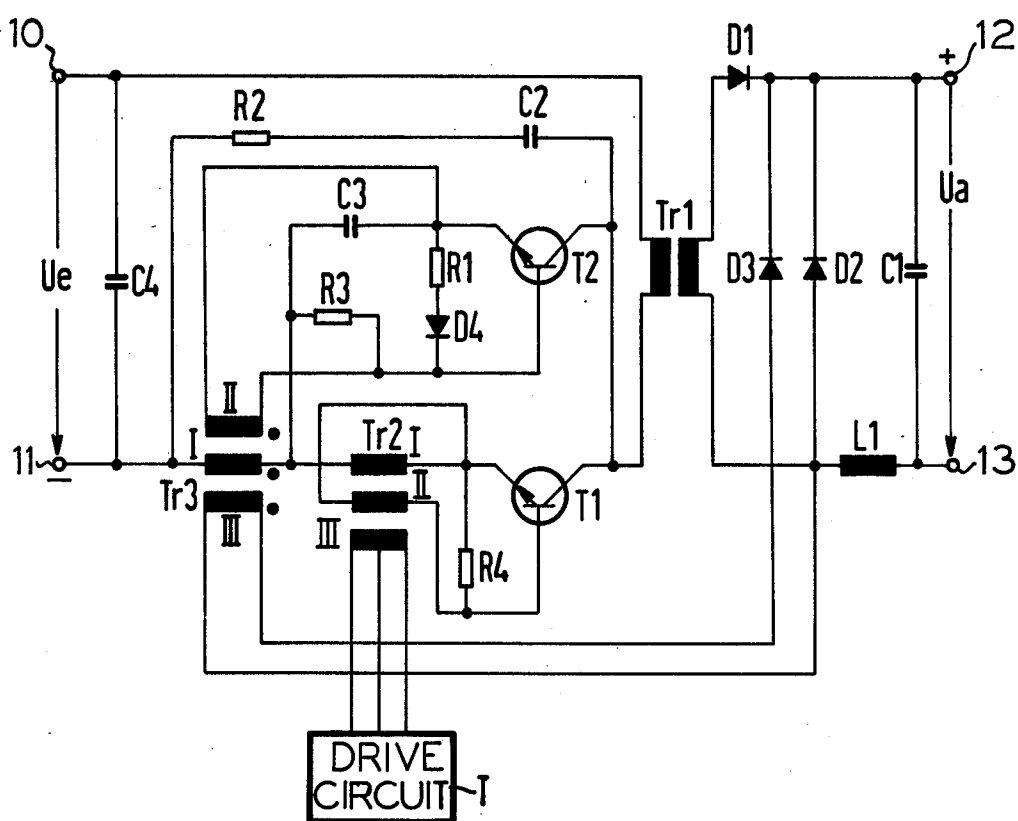 10
12
D1
+
R2
C2
C3
Tr1
Ua
Ue
C4
R1
T2
D3
D2
C1
R3
D4
II
Tr2
I
I
L1
11
13
−
II
Tr3
T1
III
III
R4
DRIVE
CIRCUIT
T